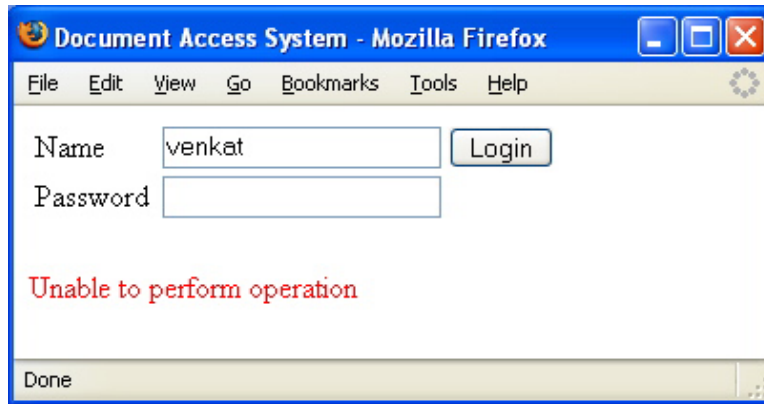 Document Access System - Mozilla Firefox
File Edit View Go Bookmarks Tools Help
Name venkat Login
Password
Unable to perform operation
Done